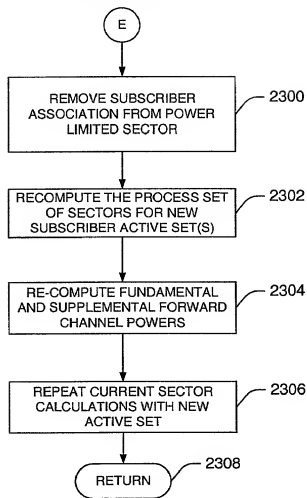 E
REMOVE SUBSCRIBER
ASSOCIATION FROM POWER
LIMITED SECTOR
2300
RECOMPUTE THE PROCESS SET
OF SECTORS FOR NEW
SUBSCRIBER ACTIVE SET(S)
2302
RE-COMPUTE FUNDAMENTAL
AND SUPPLEMENTAL FORWARD
CHANNEL POWERS
2304
REPEAT CURRENT SECTOR
CALCULATIONS WITH NEW
ACTIVE SET
2306
RETURN
2308